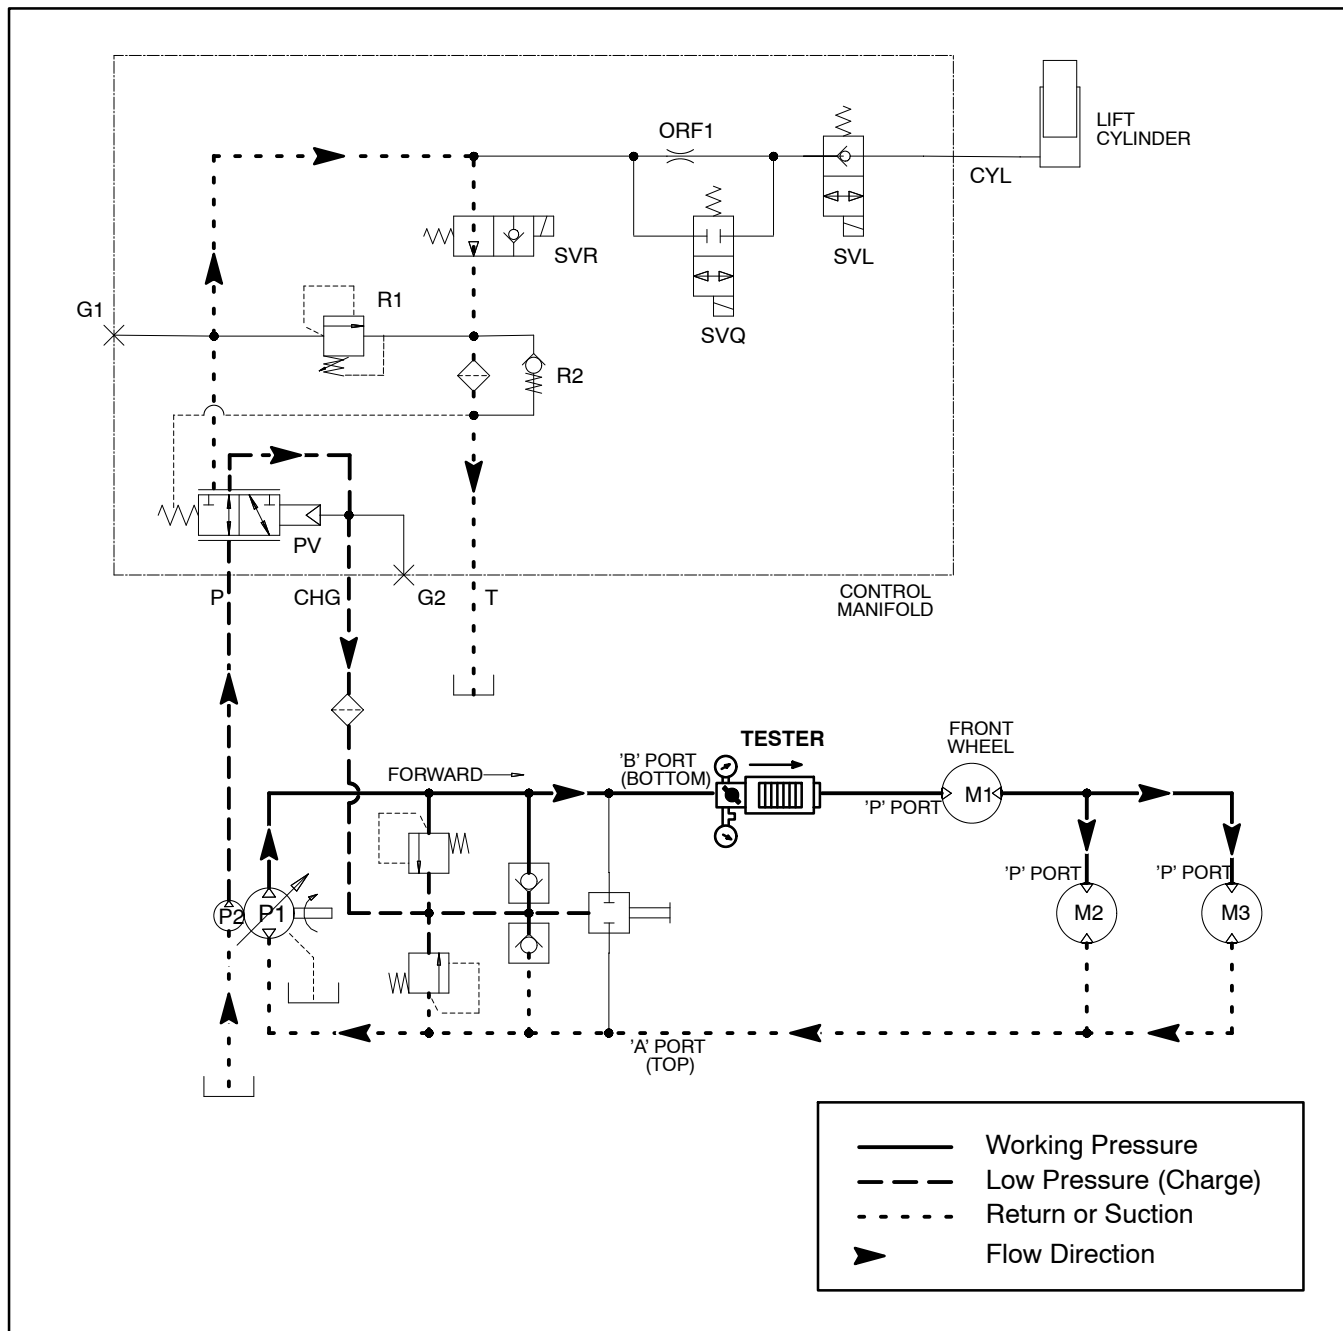 ORF1
LIFT
CYLINDER
CYL
SVR
SVL
G1
R1
SVQ
R2
PV
P
CHG
G2
T
CONTROL
MANIFOLD
TESTER
FRONT
WHEEL
'B' PORT
(BOTTOM)
FORWARD
'P' PORT
M1
'P' PORT
'P' PORT
P2
P1
M2
M3
'A' PORT
(TOP)
Working Pressure
Low Pressure (Charge)
Return or Suction
Flow Direction